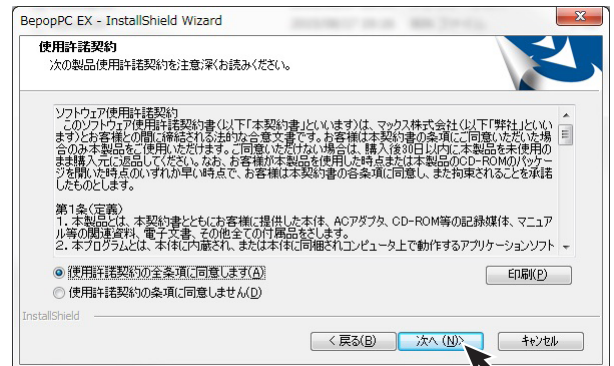 BepopPC EX - InstallShield Wizard
使用許諾契約
次の製品使用許諾契約を注意深くお読みください。
ソフトウェア使用許諾契約
このソフトウェア使用許諾契約書(以下「本契約書」といいます)は、マックス株式会社(以下「弊社」といい
ます)とお客様との間に締結される法的な合意文書です。お客様は本契約書の条項にご同意いただいた場
合のみ本製品をご使用いただけます。ご同意いただけない場合は、購入後30日以内に本製品を未使用の
まま購入元に返品してください。なお、お客様が本製品を使用した時点または本製品のCD-ROMのパッケー
ジを開いた時点のいずれか早い時点で、お客様は本契約書の各条項に同意し、また拘束されることを承諾
したものとします。
第1条(定義)
1. 本製品とは、本契約書とともにお客様に提供した本体、ACアダプタ、CD-ROM等の記録媒体、マニュア
ル等の関連資料、電子文書、その他全ての付属品をさします。
2. 本プログラムとは、本体に内蔵され、または本体に同梱されコンピュータ上で動作するアプリケーションソフト
使用許諾契約の全条項に同意します(A)
印刷(P)
使用許諾契約の条項に同意しません(D)
InstallShield
< 戻る(B)
次へ (N)>
キャンセル